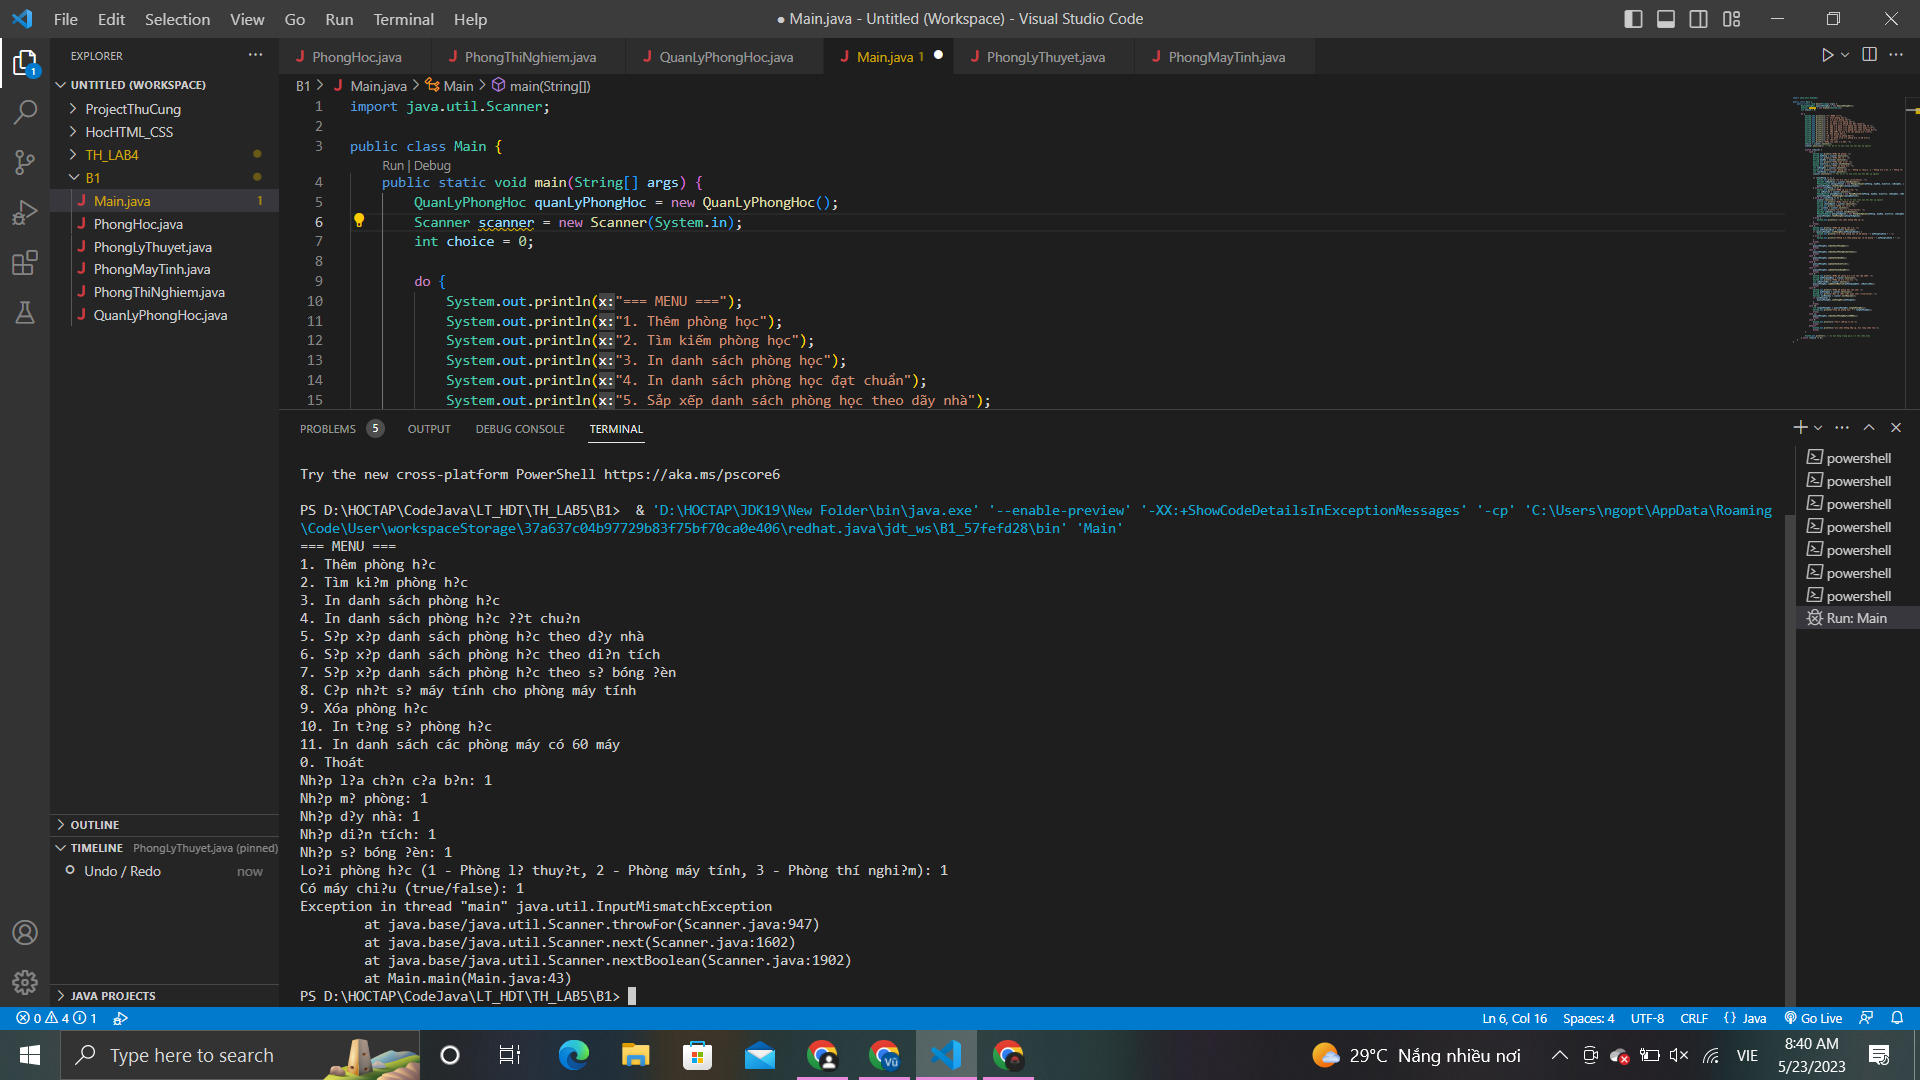 File Edit Selection View Go Run Terminal Help
● Main.java - Untitled (Workspace) - Visual Studio Code
EXPLORER
UNTITLED (WORKSPACE)
ProjectThuCung
HocHTML_CSS
TH_LAB4
B1
Main.java 1
PhongHoc.java
PhongLyThuyet.java
PhongMayTinh.java
PhongThiNghiem.java
QuanLyPhongHoc.java
OUTLINE
TIMELINE PhongLyThuyet.java (pinned)
Undo / Redo now
JAVA PROJECTS
PhongHoc.java PhongThiNghiem.java QuanLyPhongHoc.java Main.java 1 PhongLyThuyet.java PhongMayTinh.java
B1 > Main.java > Main > main(String[])
1 import java.util.Scanner;
2
3 public class Main {
Run | Debug
4 public static void main(String[] args) {
5 QuanLyPhongHoc quanLyPhongHoc = new QuanLyPhongHoc();
6 Scanner scanner = new Scanner(System.in);
7 int choice = 0;
8
9 do {
10 System.out.println(x:"=== MENU ===");
11 System.out.println(x:"1. Thêm phòng học");
12 System.out.println(x:"2. Tìm kiếm phòng học");
13 System.out.println(x:"3. In danh sách phòng học");
14 System.out.println(x:"4. In danh sách phòng học đạt chuẩn");
15 System.out.println(x:"5. Sắp xếp danh sách phòng học theo dãy nhà");
PROBLEMS 5 OUTPUT DEBUG CONSOLE TERMINAL
Try the new cross-platform PowerShell https://aka.ms/pscore6
PS D:\HOCTAP\CodeJava\LT_HDT\TH_LAB5\B1> & 'D:\HOCTAP\JDK19\New Folder\bin\java.exe' '--enable-preview' '-XX:+ShowCodeDetailsInExceptionMessages' '-cp' 'C:\Users\ngopt\AppData\Roaming
\Code\User\workspaceStorage\37a637c04b97729b83f75bf70ca0e406\redhat.java\jdt_ws\B1_57fefd28\bin' 'Main'
=== MENU ===
1. Thêm phòng h?c
2. Tìm ki?m phòng h?c
3. In danh sách phòng h?c
4. In danh sách phòng h?c ??t chu?n
5. S?p x?p danh sách phòng h?c theo d?y nhà
6. S?p x?p danh sách phòng h?c theo di?n tích
7. S?p x?p danh sách phòng h?c theo s? bóng ?èn
8. C?p nh?t s? máy tính cho phòng máy tính
9. Xóa phòng h?c
10. In t?ng s? phòng h?c
11. In danh sách các phòng máy có 60 máy
0. Thoát
Nh?p l?a ch?n c?a b?n: 1
Nh?p m? phòng: 1
Nh?p d?y nhà: 1
Nh?p di?n tích: 1
Nh?p s? bóng ?èn: 1
Lo?i phòng h?c (1 - Phòng l? thuy?t, 2 - Phòng máy tính, 3 - Phòng thí nghi?m): 1
Có máy chi?u (true/false): 1
Exception in thread "main" java.util.InputMismatchException
at java.base/java.util.Scanner.throwFor(Scanner.java:947)
at java.base/java.util.Scanner.next(Scanner.java:1602)
at java.base/java.util.Scanner.nextBoolean(Scanner.java:1902)
at Main.main(Main.java:43)
PS D:\HOCTAP\CodeJava\LT_HDT\TH_LAB5\B1>
powershell
powershell
powershell
powershell
powershell
powershell
powershell
Run: Main
0 4 1
Ln 6, Col 16 Spaces: 4 UTF-8 CRLF {} Java Go Live
Type here to search
29°C Nắng nhiều nơi
VIE
8:40 AM
5/23/2023